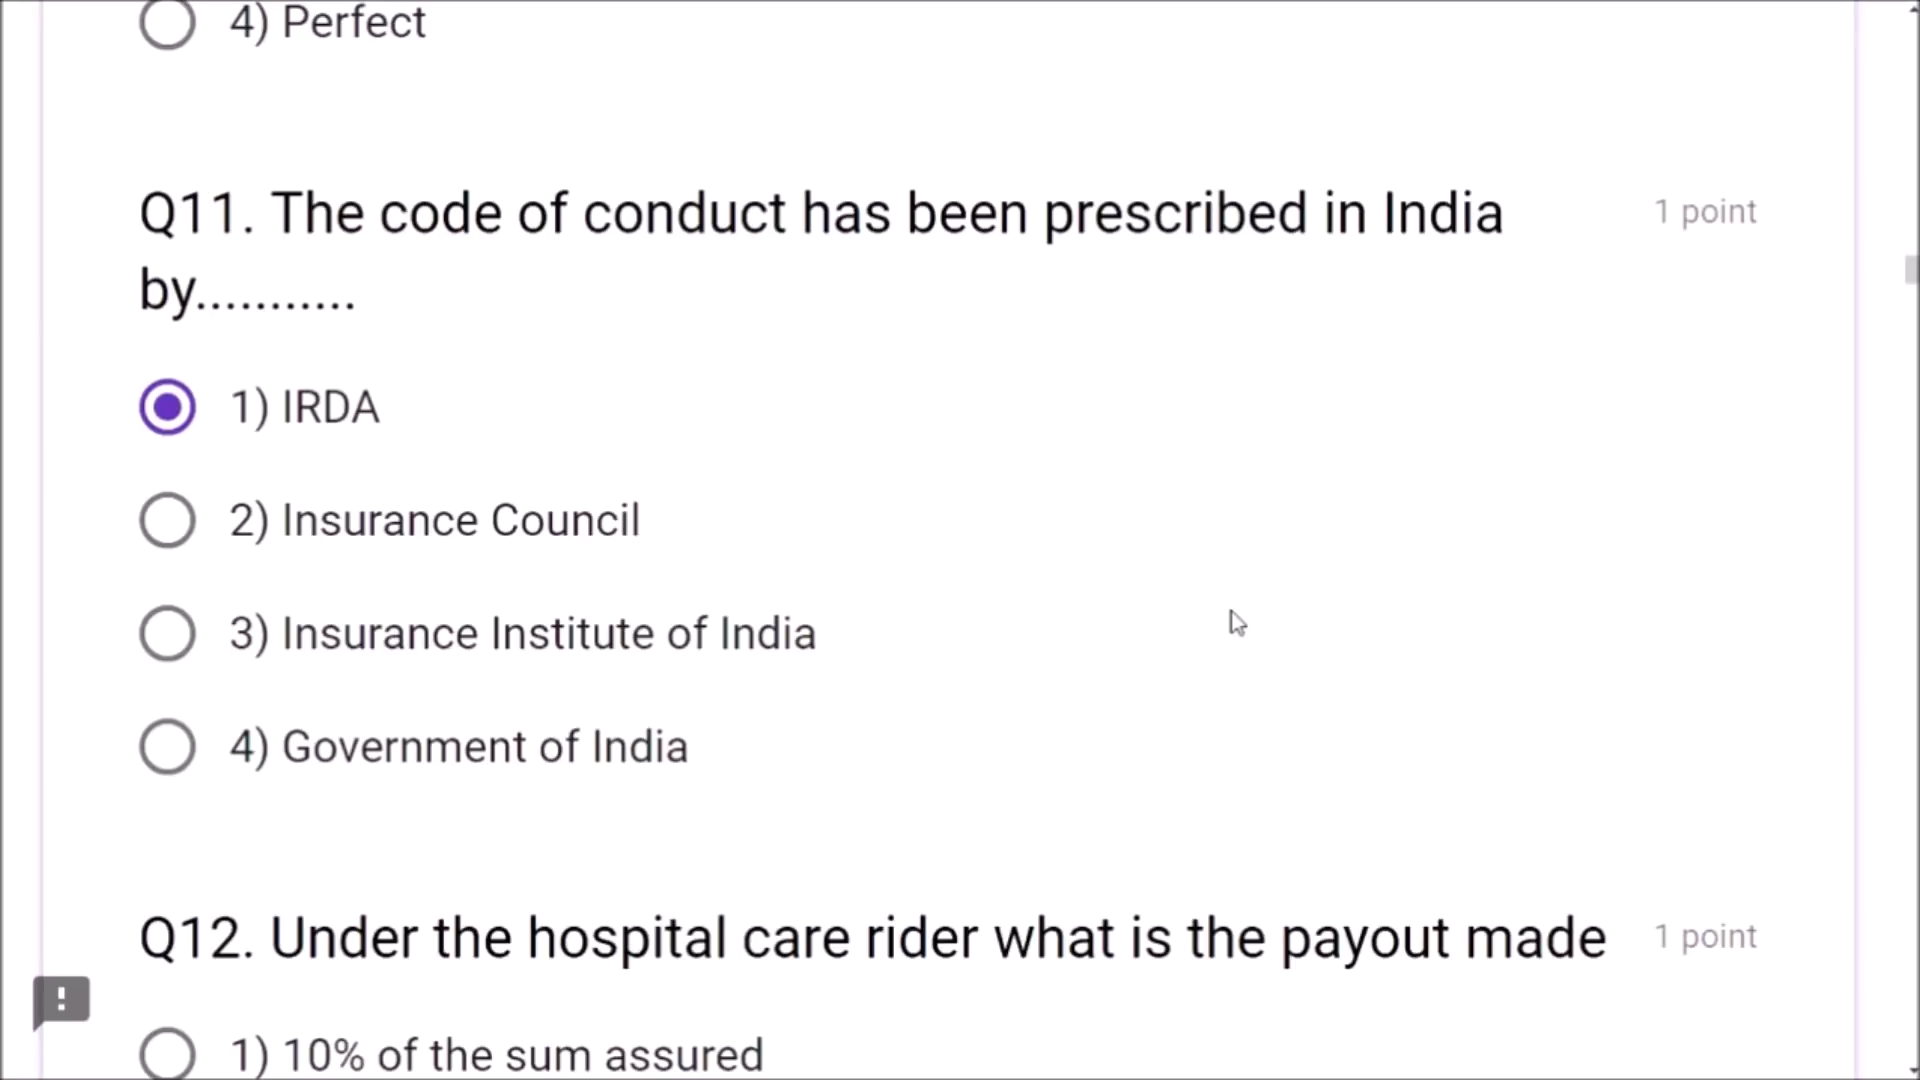 4) Perfect
Q11. The code of conduct has been prescribed in India
1 point
by...........
1) IRDA
2) Insurance Council
3) Insurance Institute of India
4) Government of India
Q12. Under the hospital care rider what is the payout made
1 point
1) 10% of the sum assured